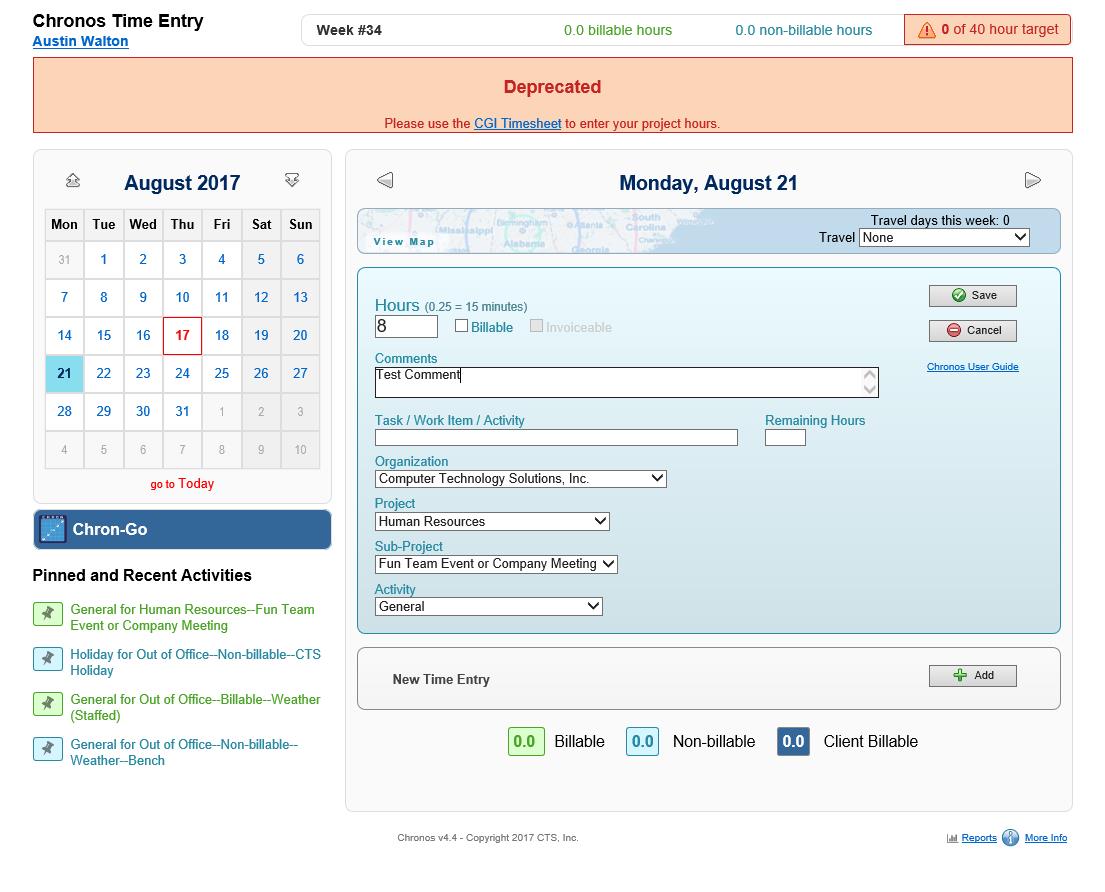 Chronos Time Entry
Austin Walton
Week #34
0.0 billable hours
0.0 non-billable hours
0 of 40 hour target
Deprecated
Please use the CGI Timesheet to enter your project hours.
August 2017
Mon Tue Wed Thu Fri Sat Sun
31 1 2 3 4 5 6
7 8 9 10 11 12 13
14 15 16 17 18 19 20
21 22 23 24 25 26 27
28 29 30 31 1 2 3
4 5 6 7 8 9 10
go to Today
Chron-Go
Pinned and Recent Activities
General for Human Resources--Fun Team
Event or Company Meeting
Holiday for Out of Office--Non-billable--CTS
Holiday
General for Out of Office--Billable--Weather
(Staffed)
General for Out of Office--Non-billable--
Weather--Bench
Monday, August 21
View Map
Mississippi
Birmingham
Alabama
Atlanta
South
Carolina
Travel days this week: 0
Travel None
Hours (0.25 = 15 minutes)
8 Billable Invoiceable
Save
Cancel
Chronos User Guide
Comments
Test Comment
Task / Work Item / Activity
Remaining Hours
Organization
Computer Technology Solutions, Inc.
Project
Human Resources
Sub-Project
Fun Team Event or Company Meeting
Activity
General
New Time Entry
Add
0.0 Billable 0.0 Non-billable 0.0 Client Billable
Chronos v4.4 - Copyright 2017 CTS, Inc.
Reports More Info